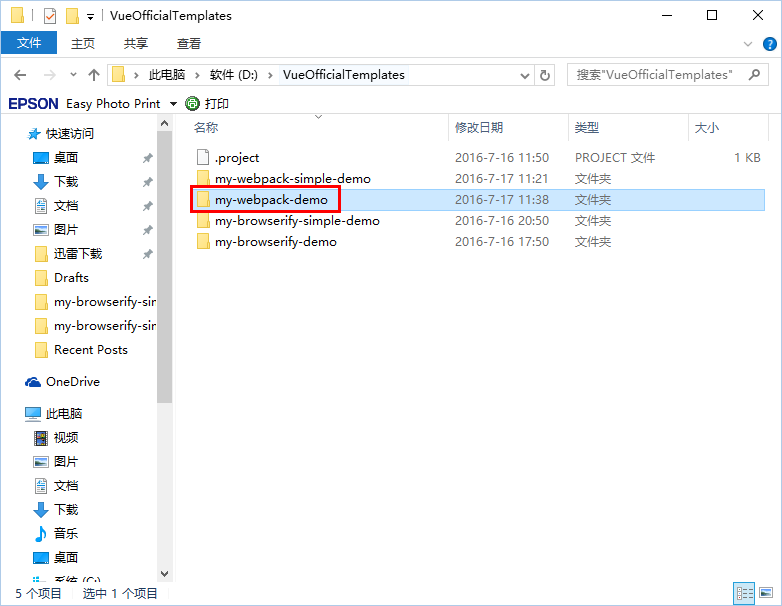 VueOfficialTemplates
文件 主页 共享 查看
此电脑 软件 (D:) VueOfficialTemplates 搜索"VueOfficialTemplates"
EPSON Easy Photo Print 打印
快速访问
桌面
下载
文档
图片
迅雷下载
Drafts
my-browserify-sin
my-browserify-sin
Recent Posts
OneDrive
此电脑
视频
图片
文档
下载
音乐
桌面
系统 (C:)
名称 修改日期 类型 大小
.project 2016-7-16 11:50 PROJECT 文件 1 KB
my-webpack-simple-demo 2016-7-17 11:21 文件夹
my-webpack-demo 2016-7-17 11:38 文件夹
my-browserify-simple-demo 2016-7-16 20:50 文件夹
my-browserify-demo 2016-7-16 17:50 文件夹
5 个项目 选中 1 个项目